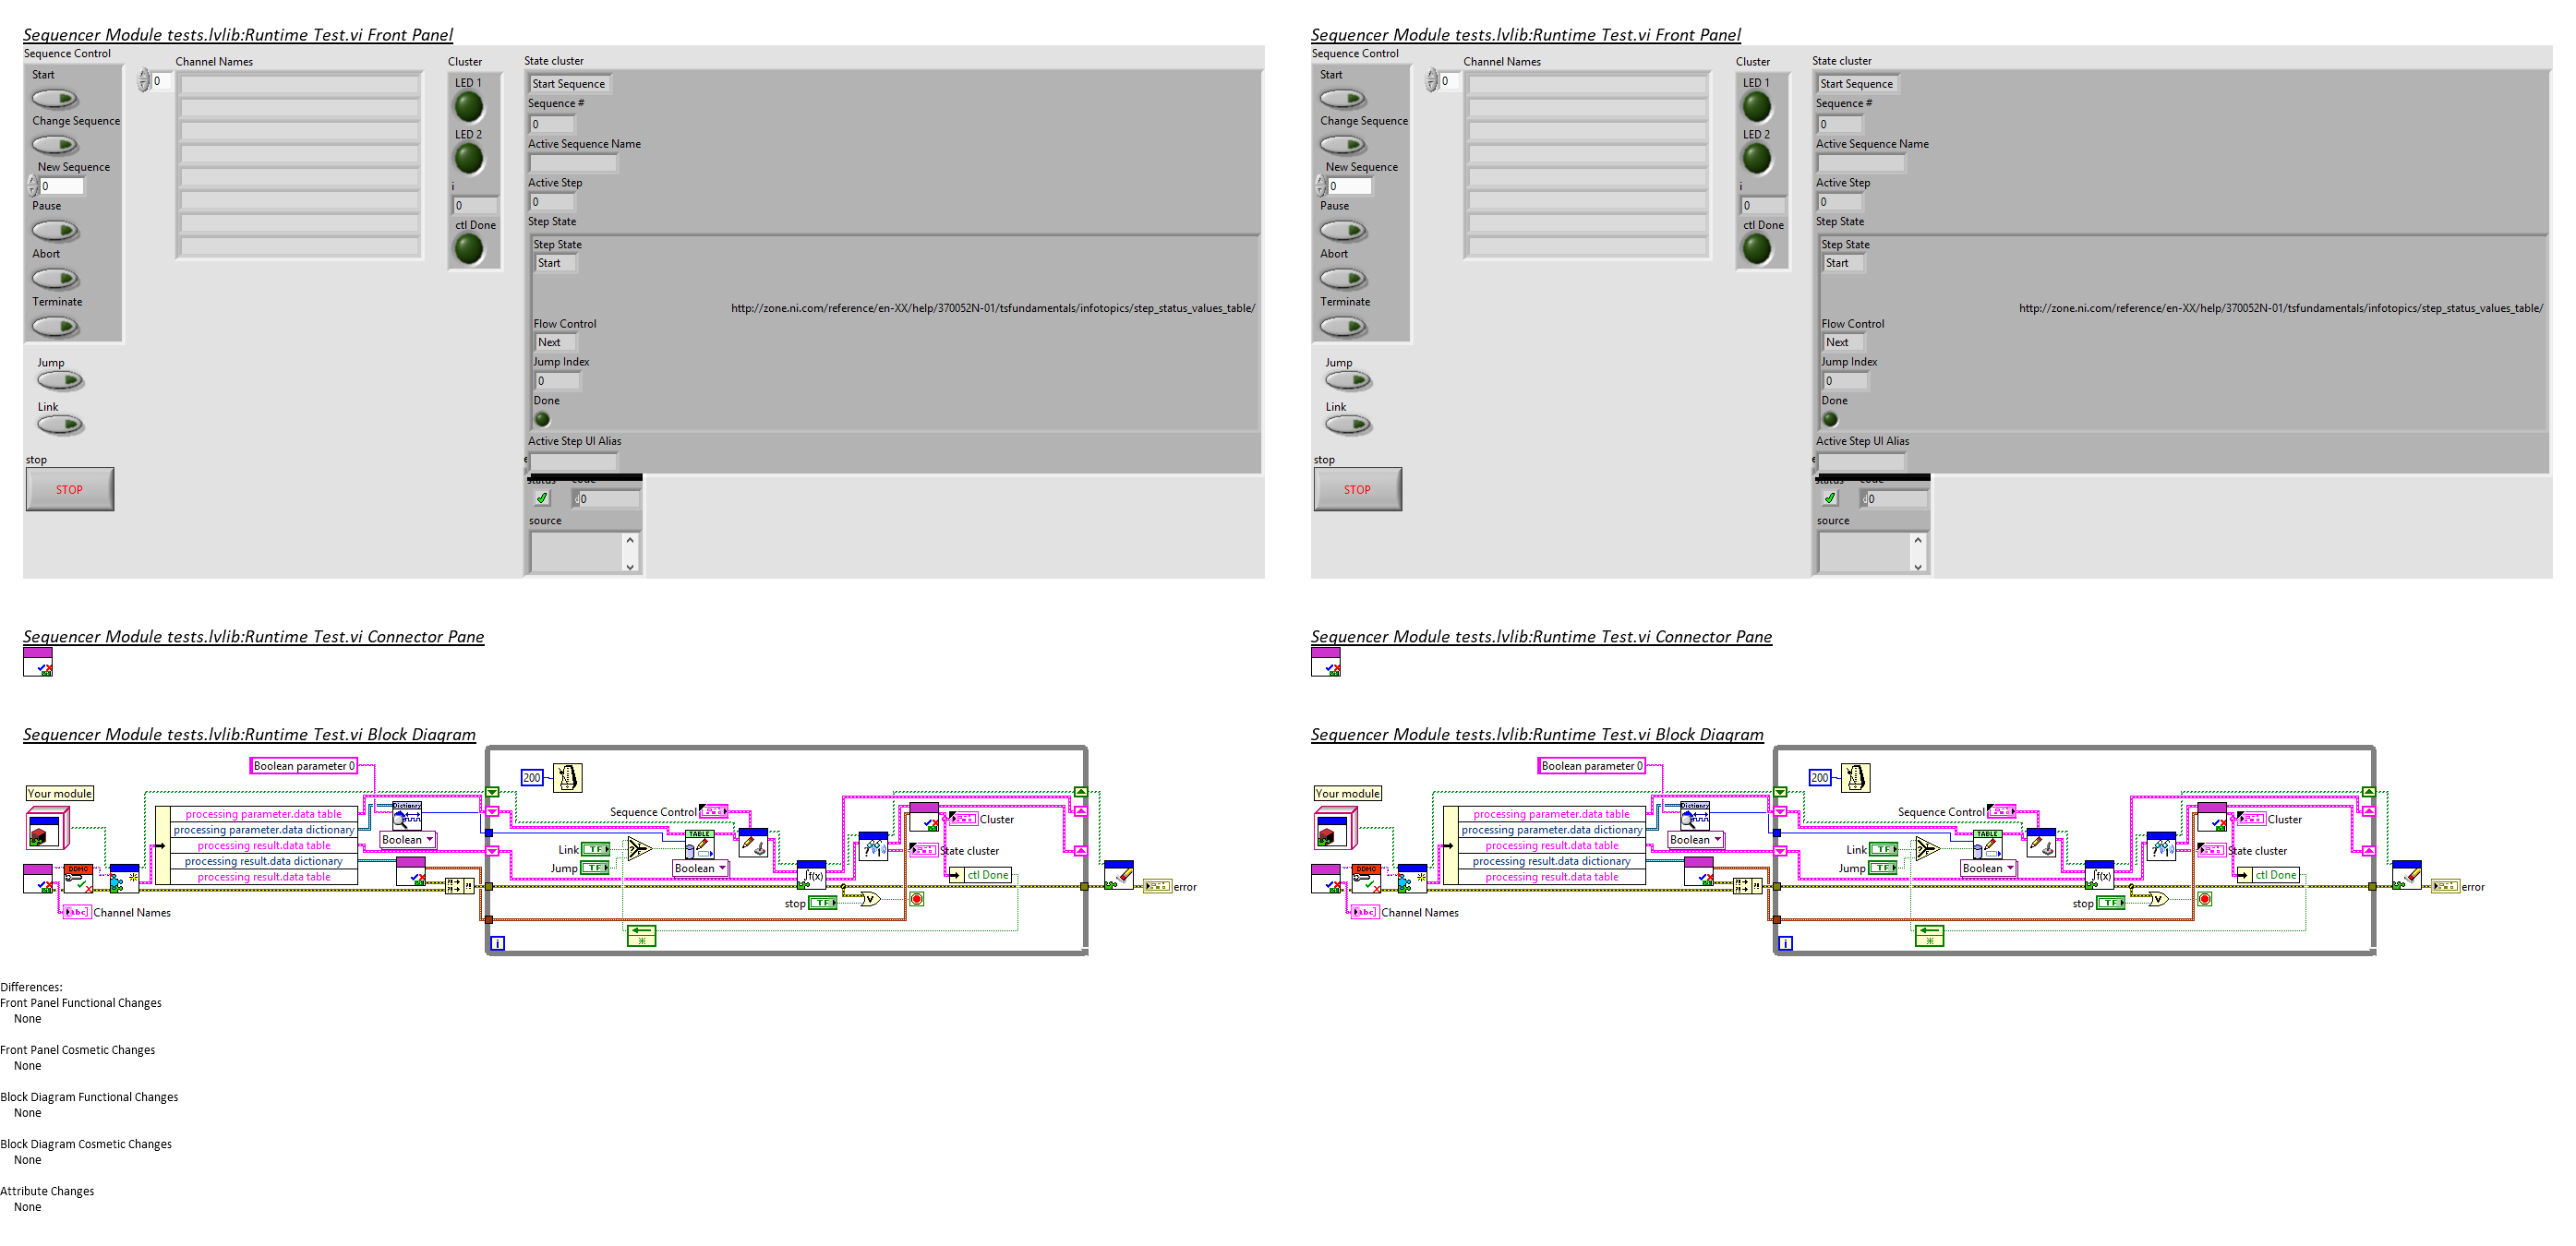 Sequencer Module tests.lvlib:Runtime Test.vi Front Panel
Sequence Control
Start
Change Sequence
New Sequence
0
Pause
Abort
Terminate
Jump
Link
stop
STOP
0
Channel Names
Cluster
LED 1
LED 2
i
0
ctl Done
State cluster
Start Sequence
Sequence #
0
Active Sequence Name
Active Step
0
Step State
Step State
Start
http://zone.ni.com/reference/en-XX/help/370052N-01/tsfundamentals/infotopics/step_status_values_table/
Flow Control
Next
Jump Index
0
Done
Active Step UI Alias
status code
d0
source
Sequencer Module tests.lvlib:Runtime Test.vi Connector Pane
Sequencer Module tests.lvlib:Runtime Test.vi Block Diagram
Boolean parameter 0
200
Your module
processing parameter.data table
processing parameter.data dictionary
processing result.data table
processing result.data dictionary
processing result.data table
Dictionry
Boolean
Sequence Control
TABLE
Link
TF
Jump
TF
Boolean
Cluster
State cluster
ctl Done
DDMO
f(x)
stop
TF
V
error
abc
Channel Names
i
Sequencer Module tests.lvlib:Runtime Test.vi Front Panel
Sequence Control
Start
Change Sequence
New Sequence
0
Pause
Abort
Terminate
Jump
Link
stop
STOP
0
Channel Names
Cluster
LED 1
LED 2
i
0
ctl Done
State cluster
Start Sequence
Sequence #
0
Active Sequence Name
Active Step
0
Step State
Step State
Start
http://zone.ni.com/reference/en-XX/help/370052N-01/tsfundamentals/infotopics/step_status_values_table/
Flow Control
Next
Jump Index
0
Done
Active Step UI Alias
status code
d0
source
Sequencer Module tests.lvlib:Runtime Test.vi Connector Pane
Sequencer Module tests.lvlib:Runtime Test.vi Block Diagram
Boolean parameter 0
200
Your module
processing parameter.data table
processing parameter.data dictionary
processing result.data table
processing result.data dictionary
processing result.data table
Dictionry
Boolean
Sequence Control
TABLE
Link
TF
Jump
TF
Boolean
Cluster
State cluster
ctl Done
DDMO
f(x)
stop
TF
V
error
abc
Channel Names
i
Differences:
Front Panel Functional Changes
None
Front Panel Cosmetic Changes
None
Block Diagram Functional Changes
None
Block Diagram Cosmetic Changes
None
Attribute Changes
None